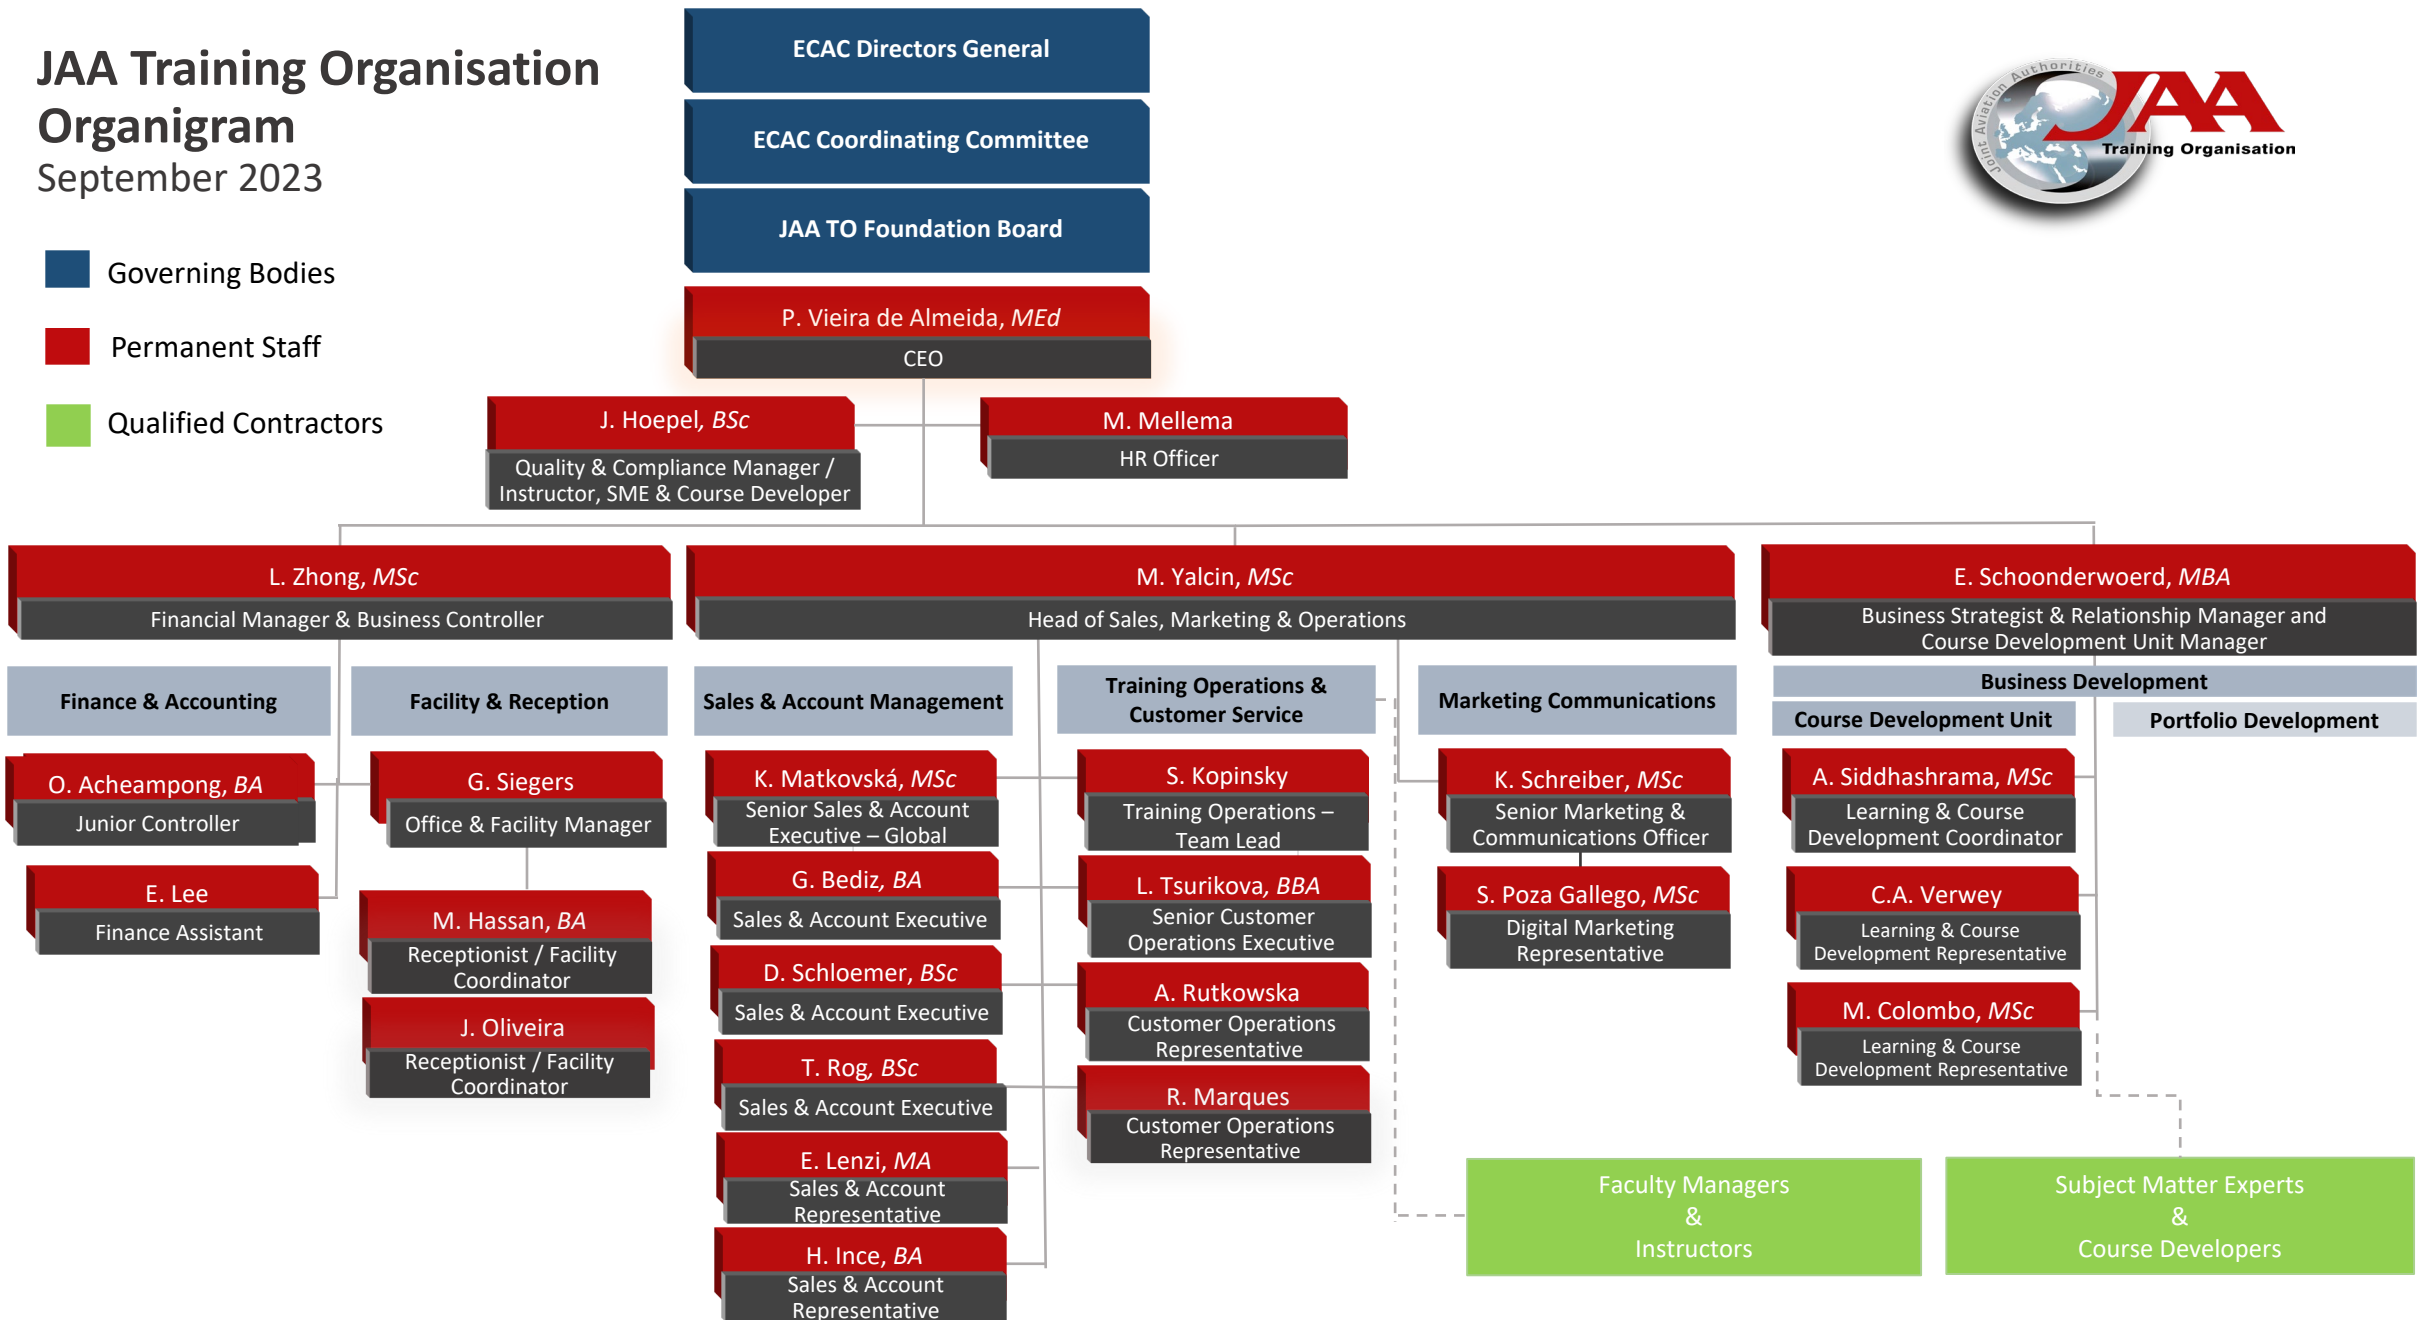 JAA Training Organisation
Organigram
September 2023
Governing Bodies
Permanent Staff
Qualified Contractors
ECAC Directors General
ECAC Coordinating Committee
JAA TO Foundation Board
P. Vieira de Almeida, MEd
CEO
Joint Aviation Authorities
JAA
Training Organisation
J. Hoepel, BSc
Quality & Compliance Manager /
Instructor, SME & Course Developer
M. Mellema
HR Officer
L. Zhong, MSc
Financial Manager & Business Controller
M. Yalcin, MSc
Head of Sales, Marketing & Operations
E. Schoonderwoerd, MBA
Business Strategist & Relationship Manager and
Course Development Unit Manager
Finance & Accounting
O. Acheampong, BA
Junior Controller
E. Lee
Finance Assistant
Facility & Reception
G. Siegers
Office & Facility Manager
M. Hassan, BA
Receptionist / Facility
Coordinator
J. Oliveira
Receptionist / Facility
Coordinator
Sales & Account Management
K. Matkovská, MSc
Senior Sales & Account
Executive – Global
G. Bediz, BA
Sales & Account Executive
D. Schloemer, BSc
Sales & Account Executive
T. Rog, BSc
Sales & Account Executive
E. Lenzi, MA
Sales & Account
Representative
H. Ince, BA
Sales & Account
Representative
Training Operations &
Customer Service
S. Kopinsky
Training Operations –
Team Lead
L. Tsurikova, BBA
Senior Customer
Operations Executive
A. Rutkowska
Customer Operations
Representative
R. Marques
Customer Operations
Representative
Marketing Communications
K. Schreiber, MSc
Senior Marketing &
Communications Officer
S. Poza Gallego, MSc
Digital Marketing
Representative
Business Development
Course Development Unit
Portfolio Development
A. Siddhashrama, MSc
Learning & Course
Development Coordinator
C.A. Verwey
Learning & Course
Development Representative
M. Colombo, MSc
Learning & Course
Development Representative
Faculty Managers
&
Instructors
Subject Matter Experts
&
Course Developers